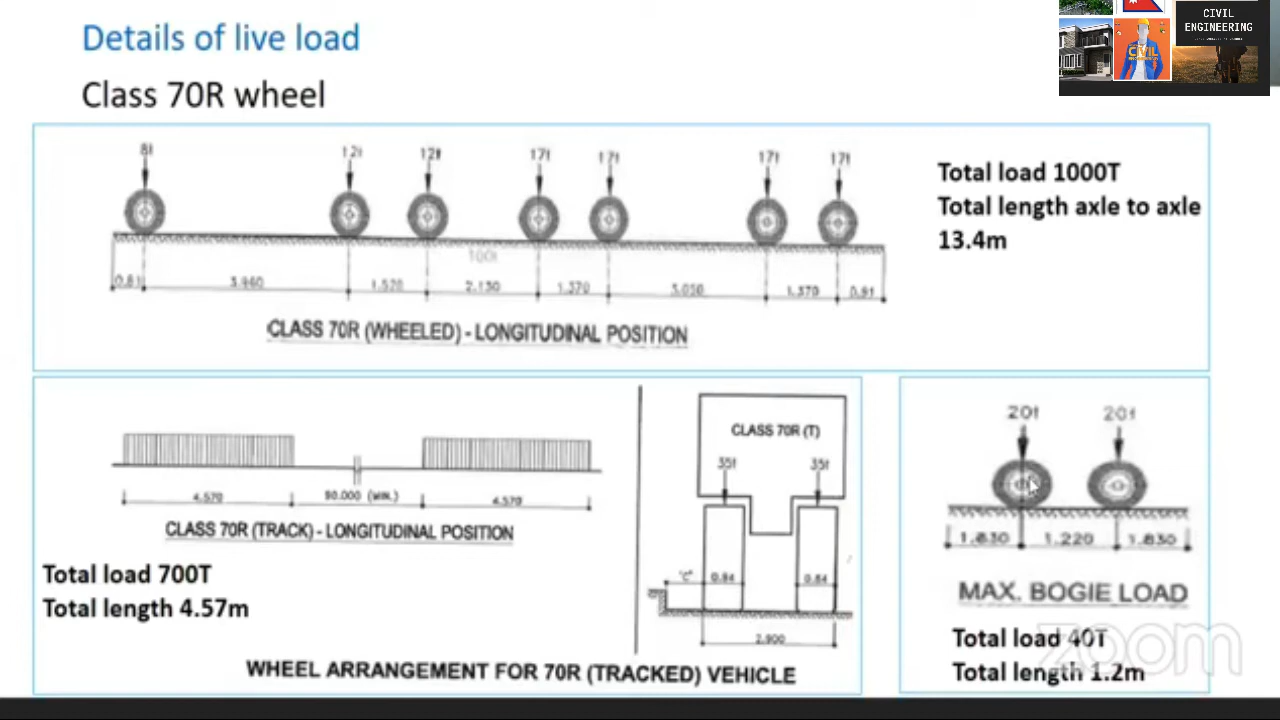 Details of live load
Class 70R wheel
CIVIL
ENGINEERING
8t 12t 12t 17t 17t 17t 17t
Total load 1000T
Total length axle to axle
13.4m
100t
3.960 1.520 2.130 1.370 3.050 1.370 0.91
CLASS 70R (WHEELED) - LONGITUDINAL POSITION
4.570 90.000 (MIN.) 4.570
CLASS 70R (TRACK) - LONGITUDINAL POSITION
Total load 700T
Total length 4.57m
CLASS 70R (T)
35t 35t
"C" 0.84 0.84
2.900
WHEEL ARRANGEMENT FOR 70R (TRACKED) VEHICLE
20t 20t
1.830 1.220 1.830
MAX. BOGIE LOAD
Total load 40T
Total length 1.2m
zoom